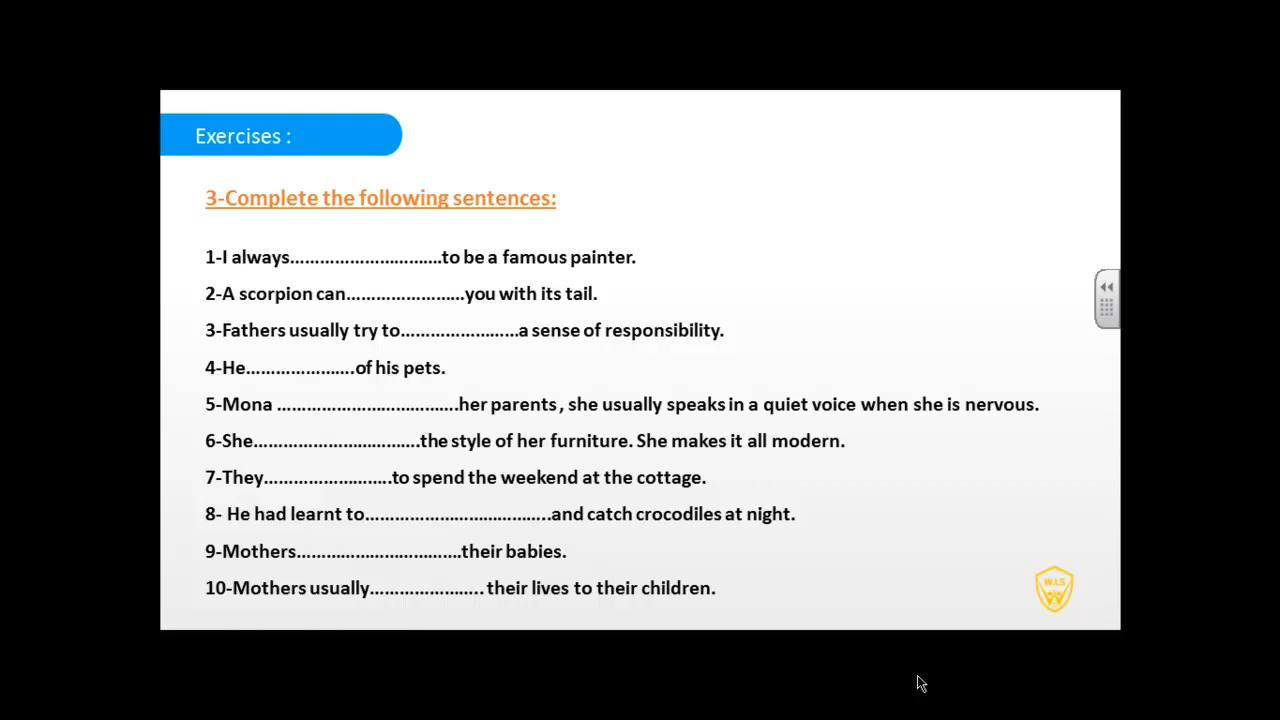 Exercises :
3-Complete the following sentences:
1-I always……………………………to be a famous painter.
2-A scorpion can……………………you with its tail.
3-Fathers usually try to……………………a sense of responsibility.
4-He………………….of his pets.
5-Mona ……………………………….her parents , she usually speaks in a quiet voice when she is nervous.
6-She…………………………….the style of her furniture. She makes it all modern.
7-They……………………..to spend the weekend at the cottage.
8- He had learnt to………………………………..and catch crocodiles at night.
9-Mothers…………………………….their babies.
10-Mothers usually………………….. their lives to their children.
W.I.S